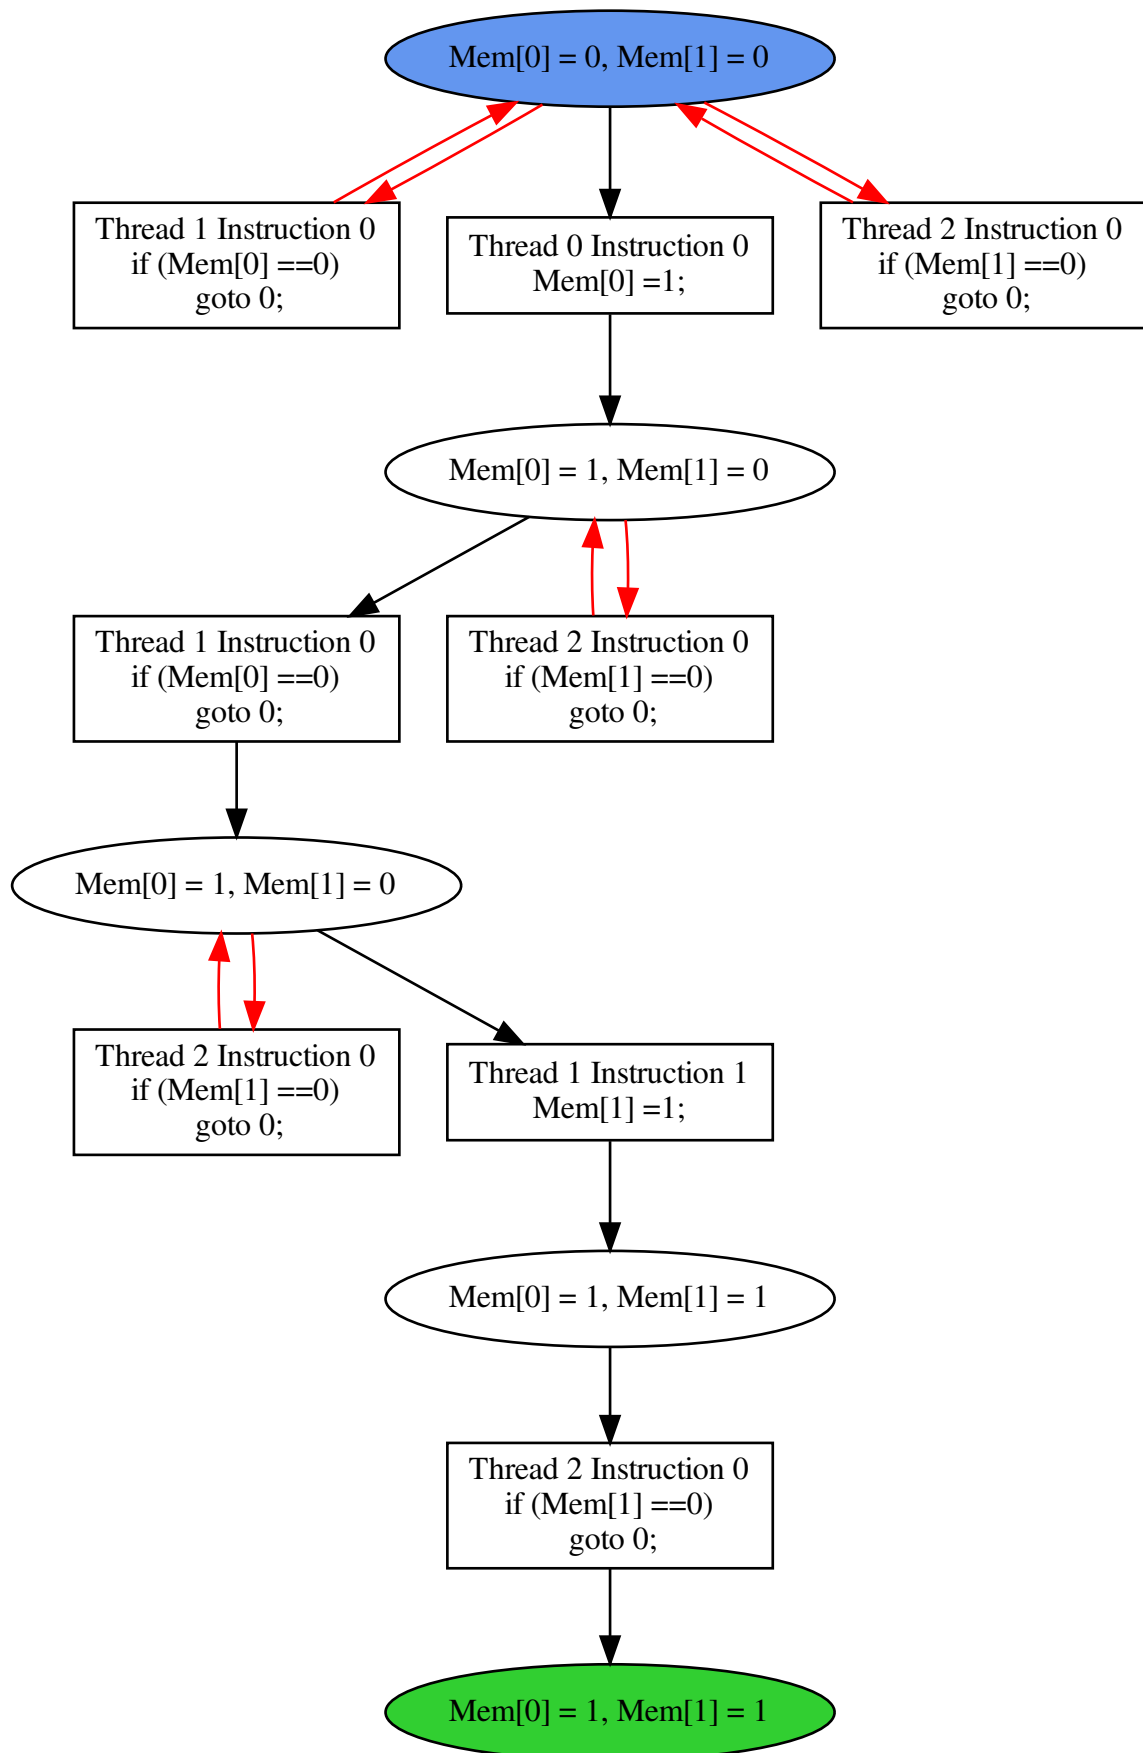 Mem[0] = 0, Mem[1] = 0
Thread 1 Instruction 0
if (Mem[0] ==0)
goto 0;
Thread 0 Instruction 0
Mem[0] =1;
Thread 2 Instruction 0
if (Mem[1] ==0)
goto 0;
Mem[0] = 1, Mem[1] = 0
Thread 1 Instruction 0
if (Mem[0] ==0)
goto 0;
Thread 2 Instruction 0
if (Mem[1] ==0)
goto 0;
Mem[0] = 1, Mem[1] = 0
Thread 2 Instruction 0
if (Mem[1] ==0)
goto 0;
Thread 1 Instruction 1
Mem[1] =1;
Mem[0] = 1, Mem[1] = 1
Thread 2 Instruction 0
if (Mem[1] ==0)
goto 0;
Mem[0] = 1, Mem[1] = 1